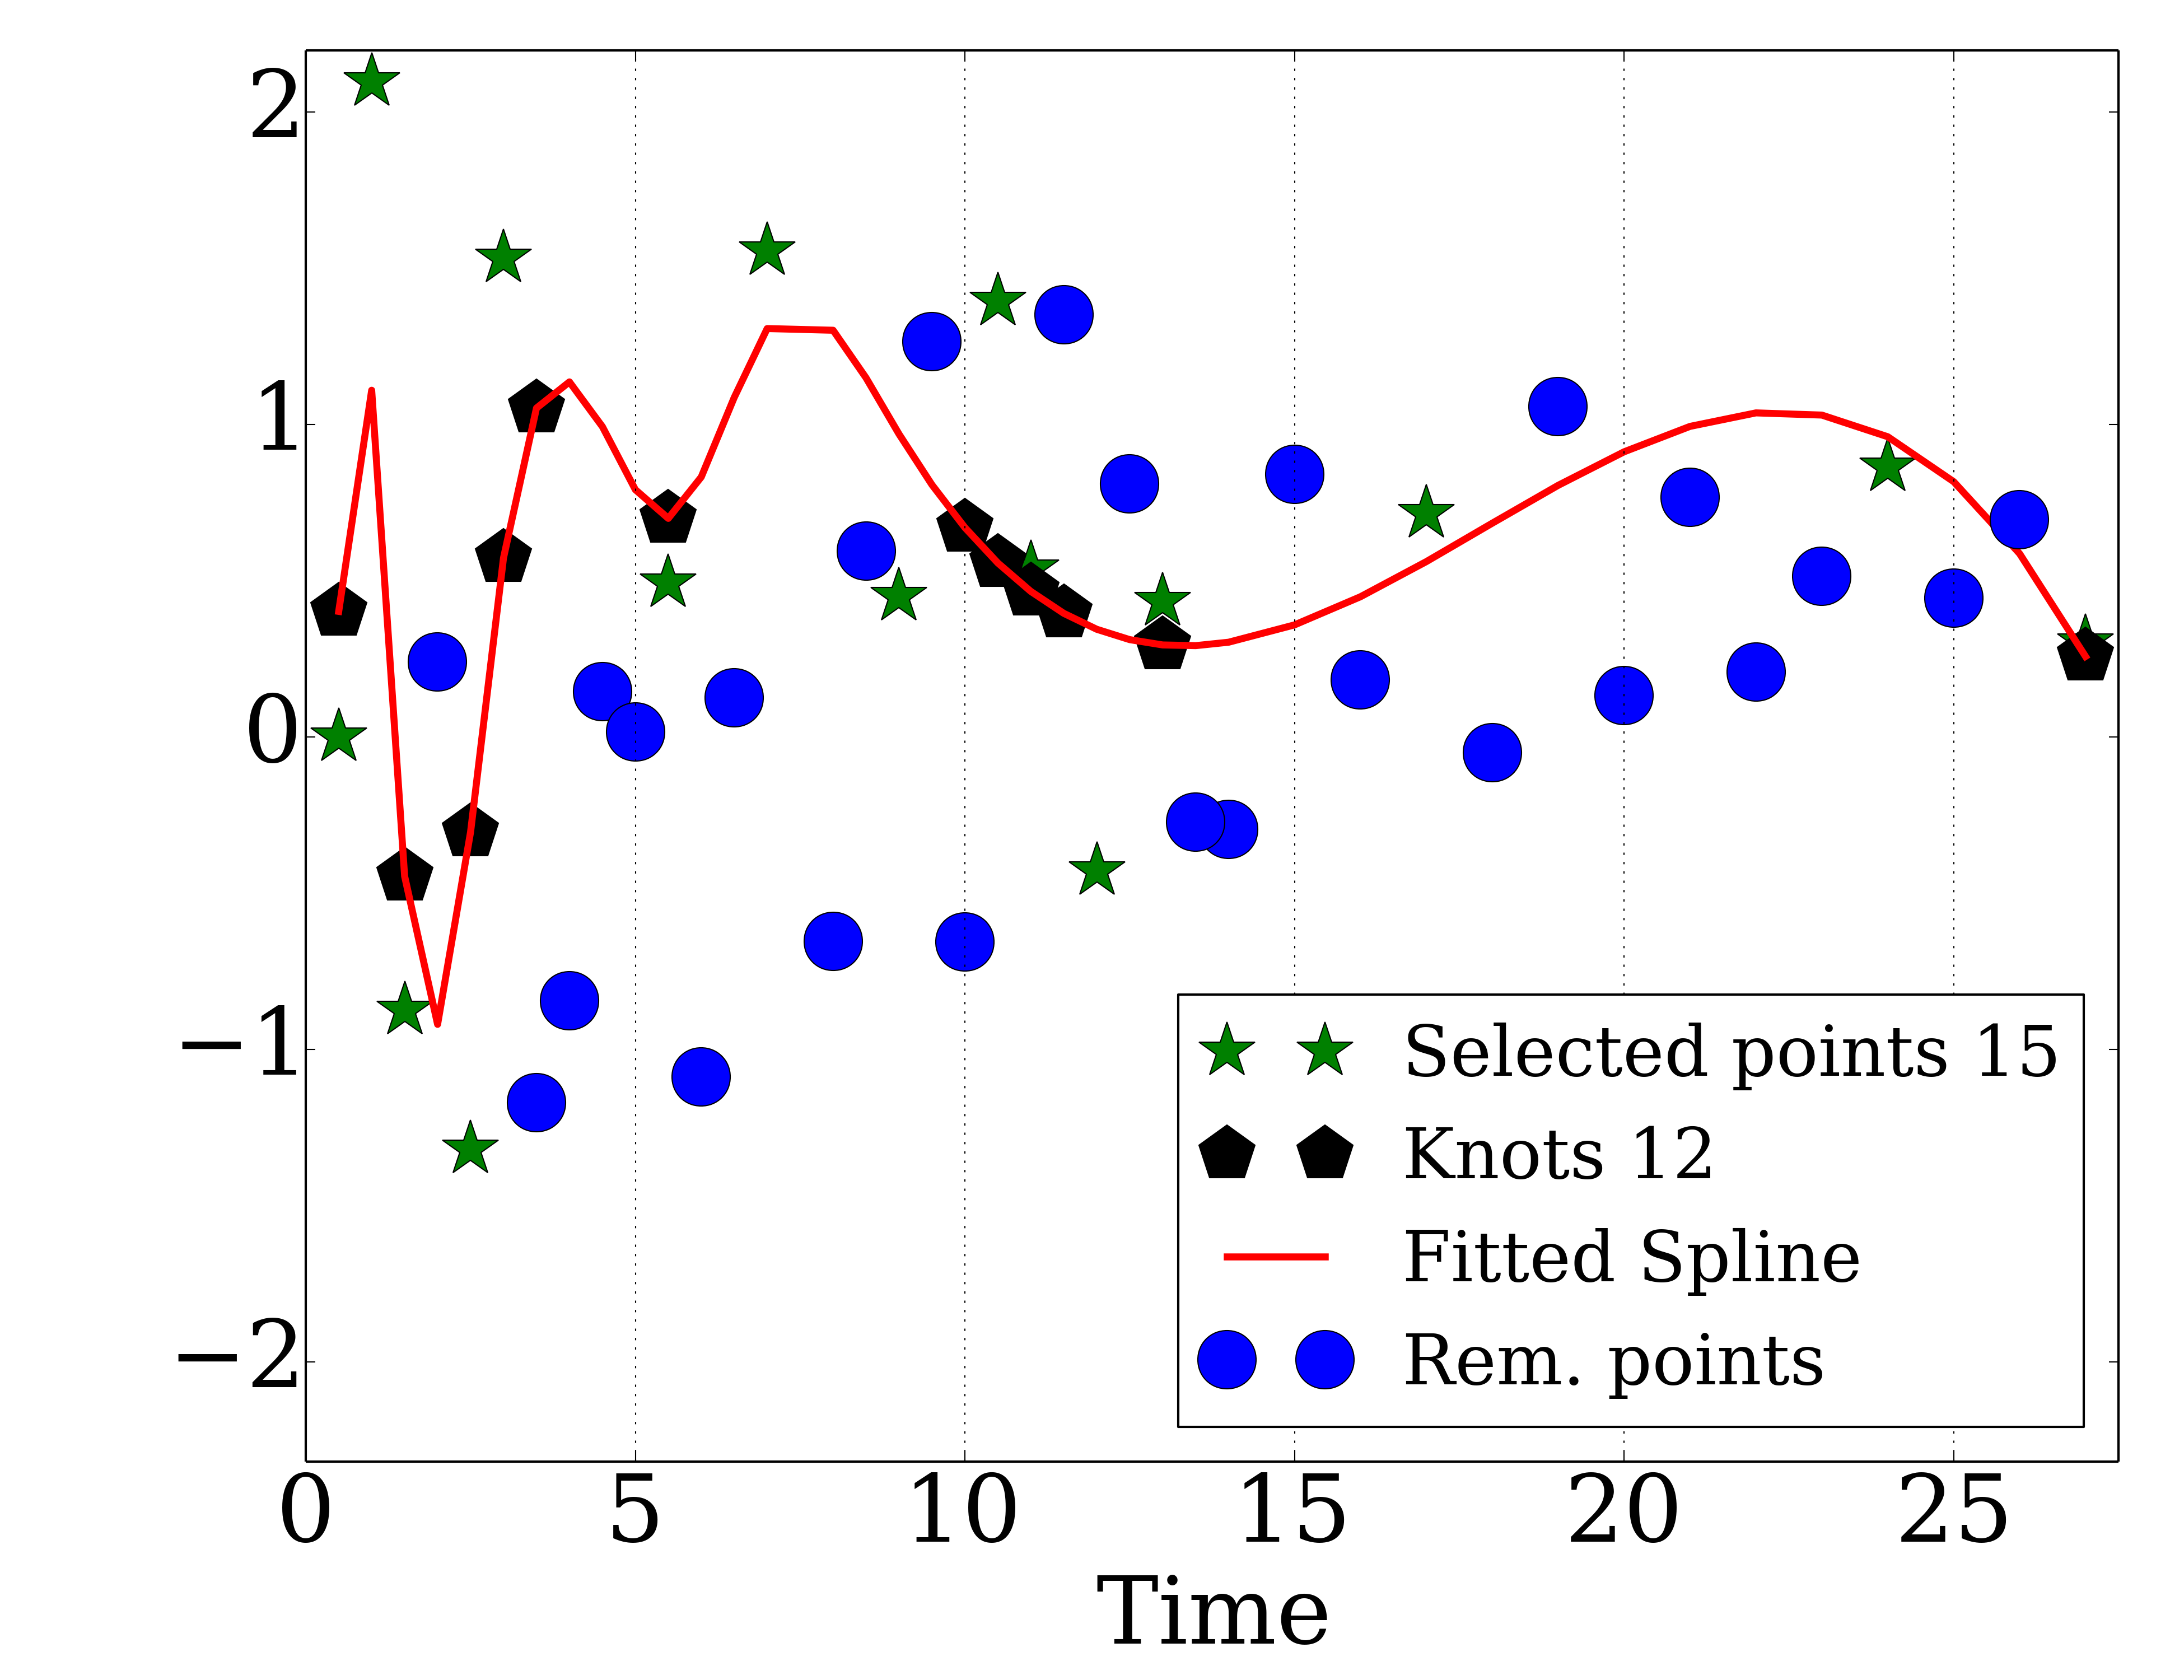 2
1
0
−1
−2
0 5 10 15 20 25
Time
Selected points 15
Knots 12
Fitted Spline
Rem. points